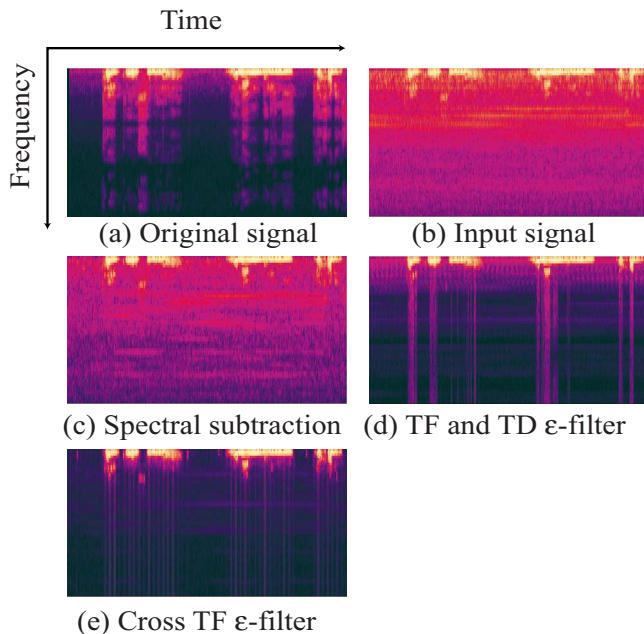 Time
Frequency
(a) Original signal
(b) Input signal
(c) Spectral subtraction
(d) TF and TD ε-filter
(e) Cross TF ε-filter